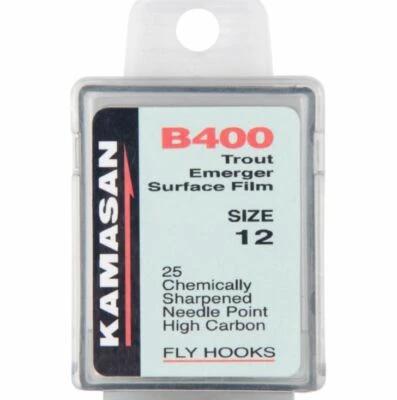 KAMASAN
B400
Trout
Emerger
Surface Film
SIZE
12
25
Chemically
Sharpened
Needle Point
High Carbon
FLY HOOKS